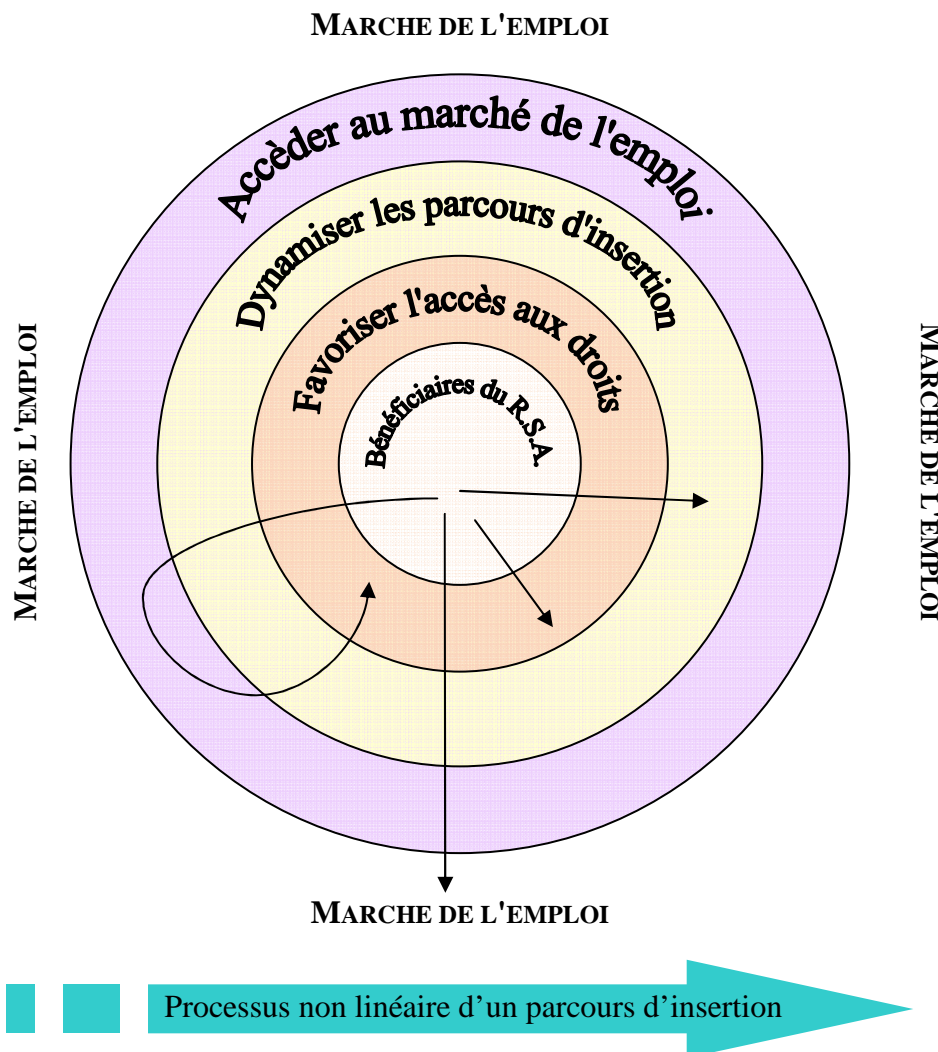 MARCHE DE L'EMPLOI
Accèder au marché de l'emploi
Dynamiser les parcours d'insertion
Favoriser l'accès aux droits
Bénéficiaires du R.S.A.
MARCHE DE L'EMPLOI
MARCHE DE L'EMPLOI
MARCHE DE L'EMPLOI
Processus non linéaire d’un parcours d’insertion